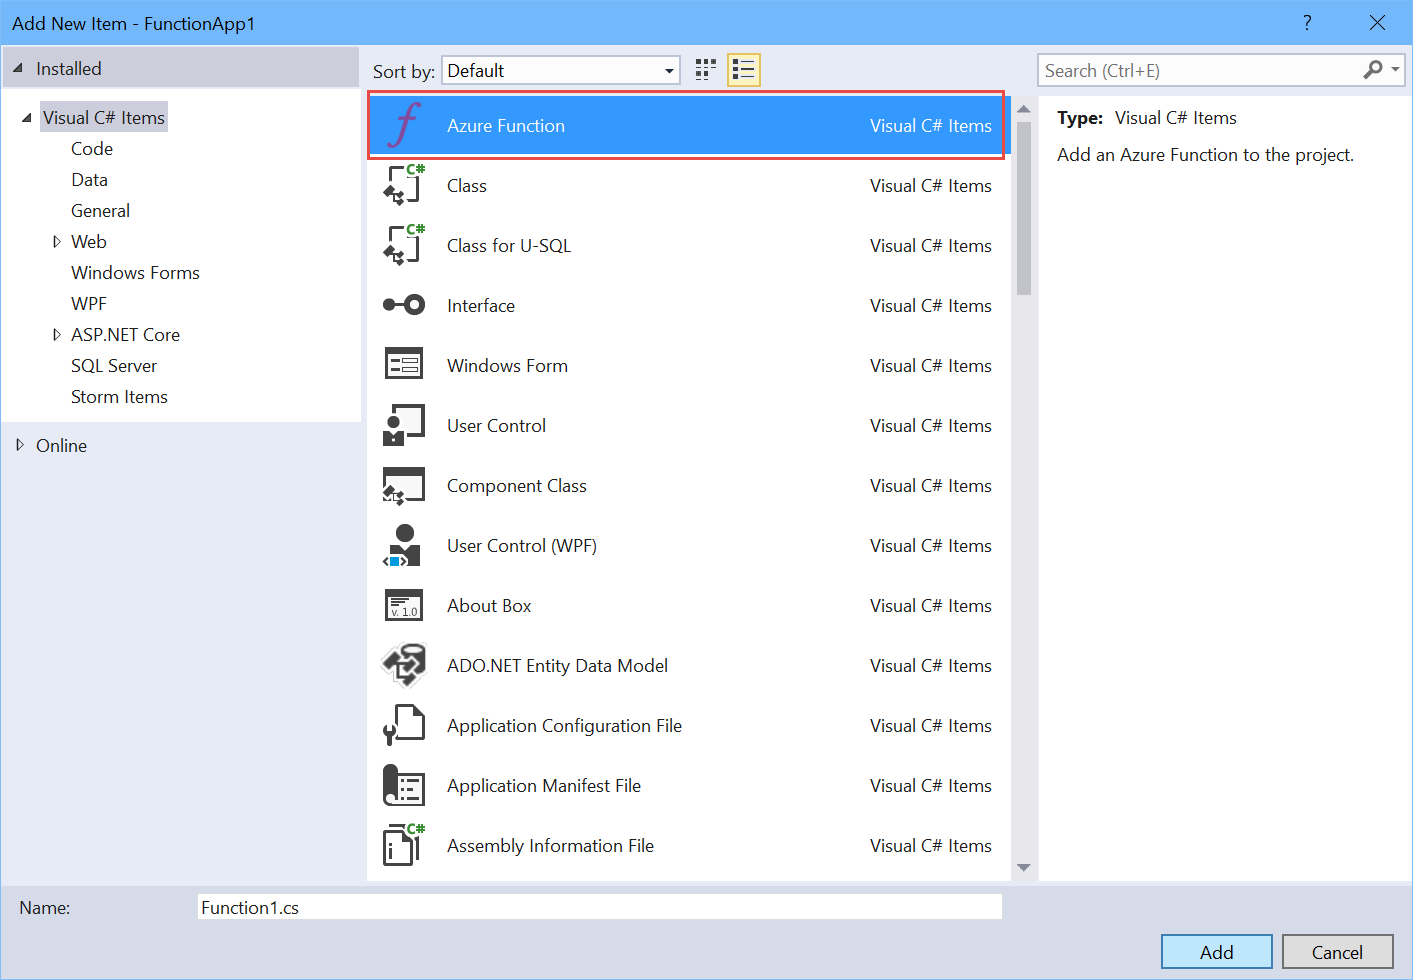 Add New Item - FunctionApp1
?
Installed
Sort by: Default
Search (Ctrl+E)
Visual C# Items
Code
Data
General
Web
Windows Forms
WPF
ASP.NET Core
SQL Server
Storm Items
Online
Azure Function Visual C# Items
C# Class Visual C# Items
C# Class for U-SQL Visual C# Items
Interface Visual C# Items
Windows Form Visual C# Items
User Control Visual C# Items
Component Class Visual C# Items
User Control (WPF) Visual C# Items
v. 1.0 About Box Visual C# Items
ADO.NET Entity Data Model Visual C# Items
Application Configuration File Visual C# Items
Application Manifest File Visual C# Items
C# Assembly Information File Visual C# Items
Type: Visual C# Items
Add an Azure Function to the project.
Name: Function1.cs
Add Cancel